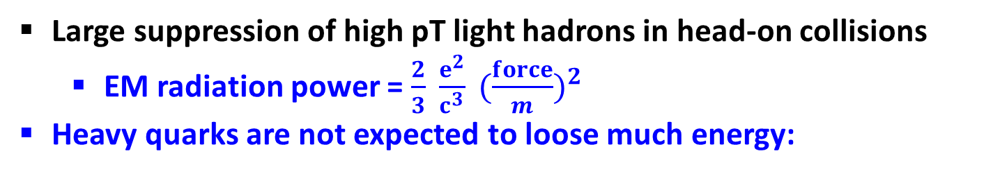 ▪ Large suppression of high pT light hadrons in head-on collisions
▪ EM radiation power = 2/3 e²/c³ (force/m)²
▪ Heavy quarks are not expected to loose much energy: